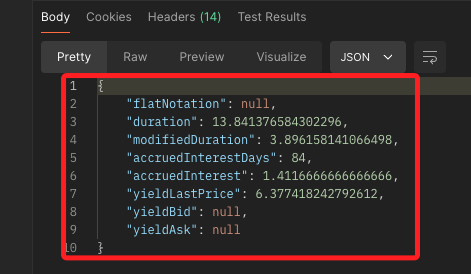 Body Cookies Headers (14) Test Results
Pretty Raw Preview Visualize JSON
1 {
2 "flatNotation": null,
3 "duration": 13.841376584302296,
4 "modifiedDuration": 3.896158141066498,
5 "accruedInterestDays": 84,
6 "accruedInterest": 1.4116666666666666,
7 "yieldLastPrice": 6.377418242792612,
8 "yieldBid": null,
9 "yieldAsk": null
10 }